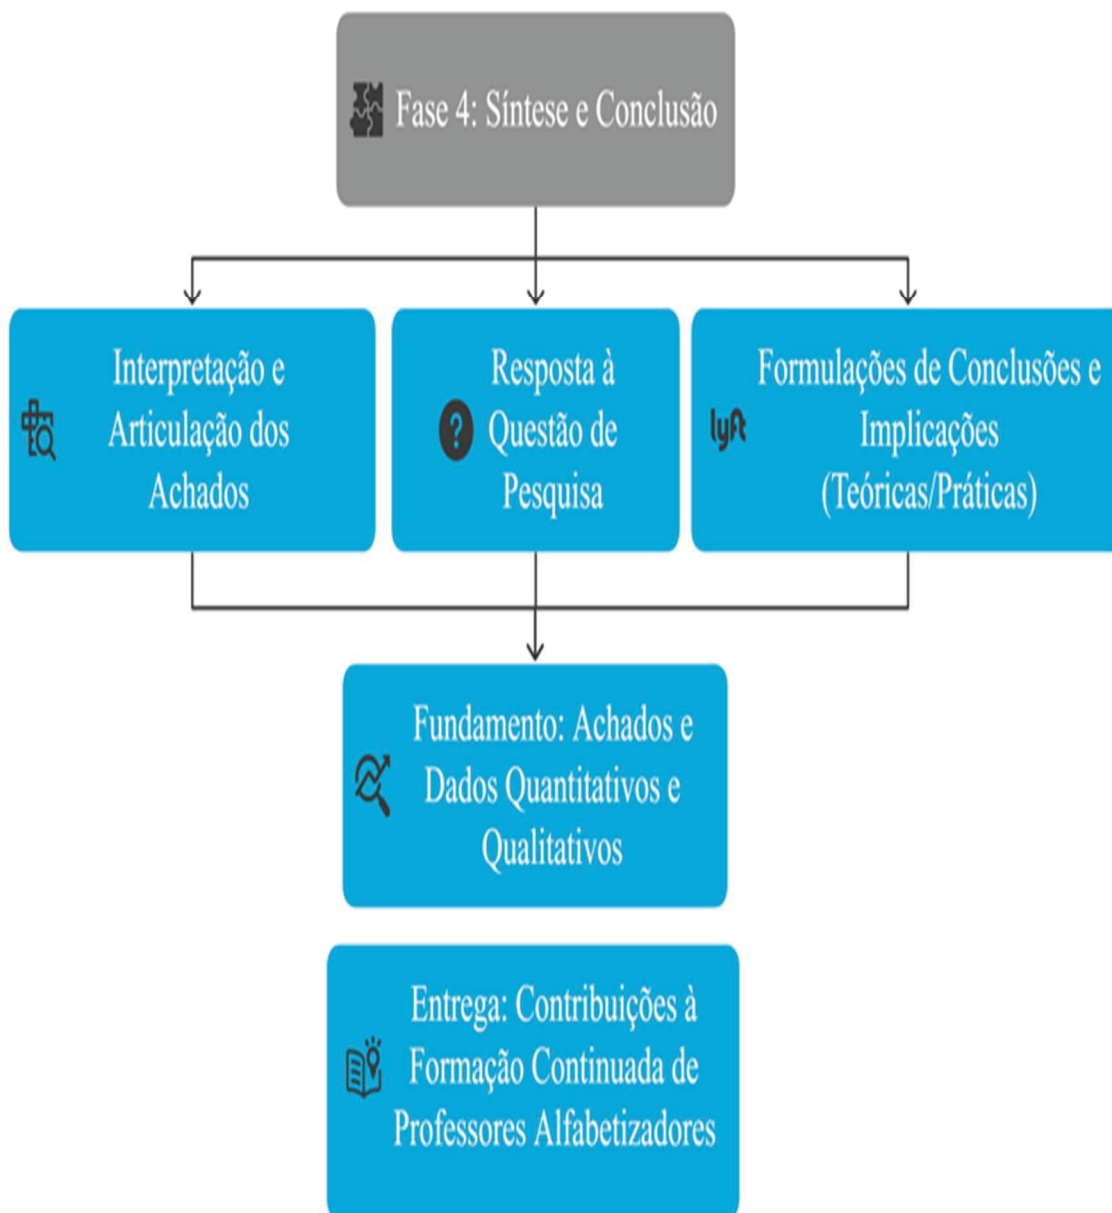 Fase 4: Síntese e Conclusão
Interpretação e
Articulação dos
Achados
Resposta à
Questão de
Pesquisa
lyft
Formulações de Conclusões e
Implicações
(Teóricas/Práticas)
Fundamento: Achados e
Dados Quantitativos e
Qualitativos
Entrega: Contribuições à
Formação Continuada de
Professores Alfabetizadores